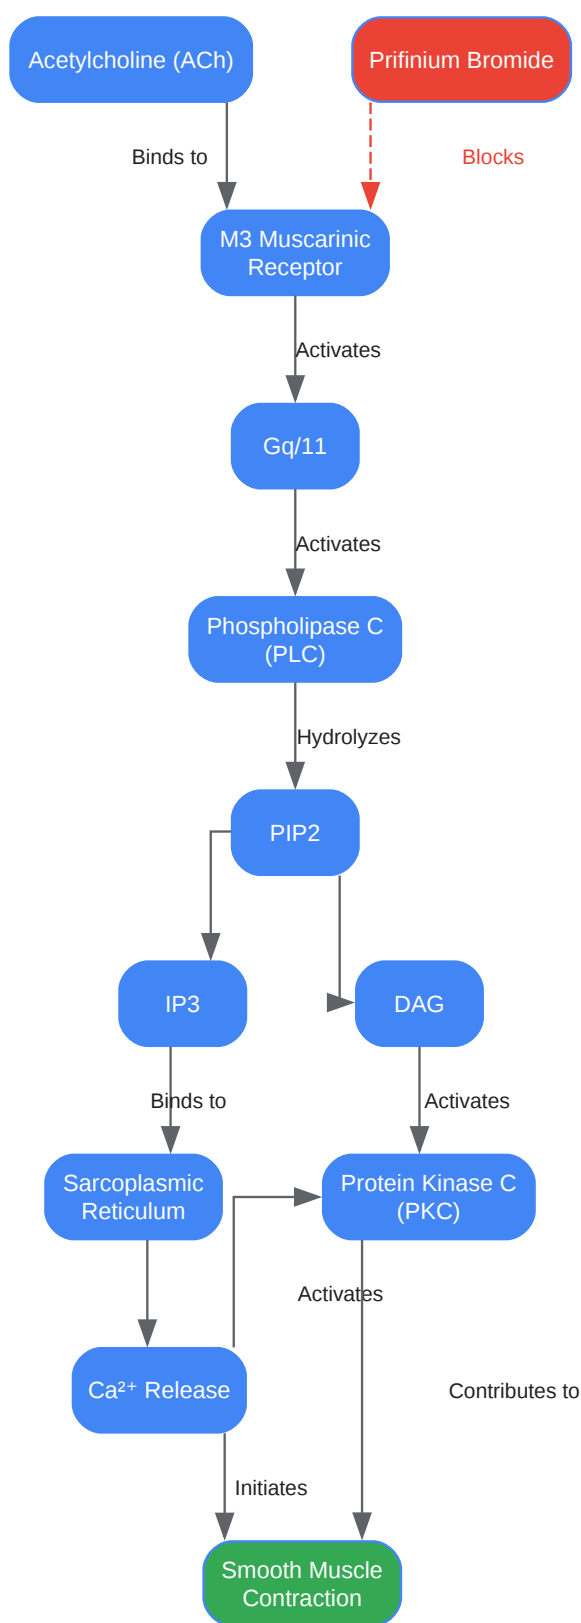 Acetylcholine (ACh)
Prifinium Bromide
Binds to
Blocks
M3 Muscarinic
Receptor
Activates
Gq/11
Activates
Phospholipase C
(PLC)
Hydrolyzes
PIP2
IP3
DAG
Binds to
Activates
Sarcoplasmic
Reticulum
Protein Kinase C
(PKC)
Activates
Ca²⁺ Release
Contributes to
Initiates
Smooth Muscle
Contraction